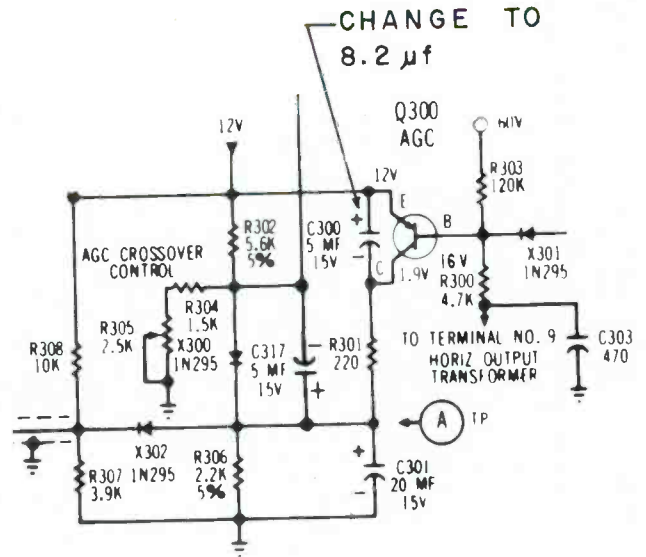 CHANGE TO
8.2 µf
Q300
AGC
60V
12V
12V
R303
120K
E
B
C
+
−
R302
5.6K
5%
C300
5 MF
15V
AGC CROSSOVER
CONTROL
1.9V
16V
R300
4.7K
X301
1N295
R304
1.5K
R305
2.5K
X300
1N295
C317
5 MF
15V
−
+
R301
220
TO TERMINAL NO. 9
HORIZ OUTPUT
TRANSFORMER
C303
470
R308
10K
A
TP
X302
1N295
R306
2.2K
5%
R307
3.9K
+
−
C301
20 MF
15V